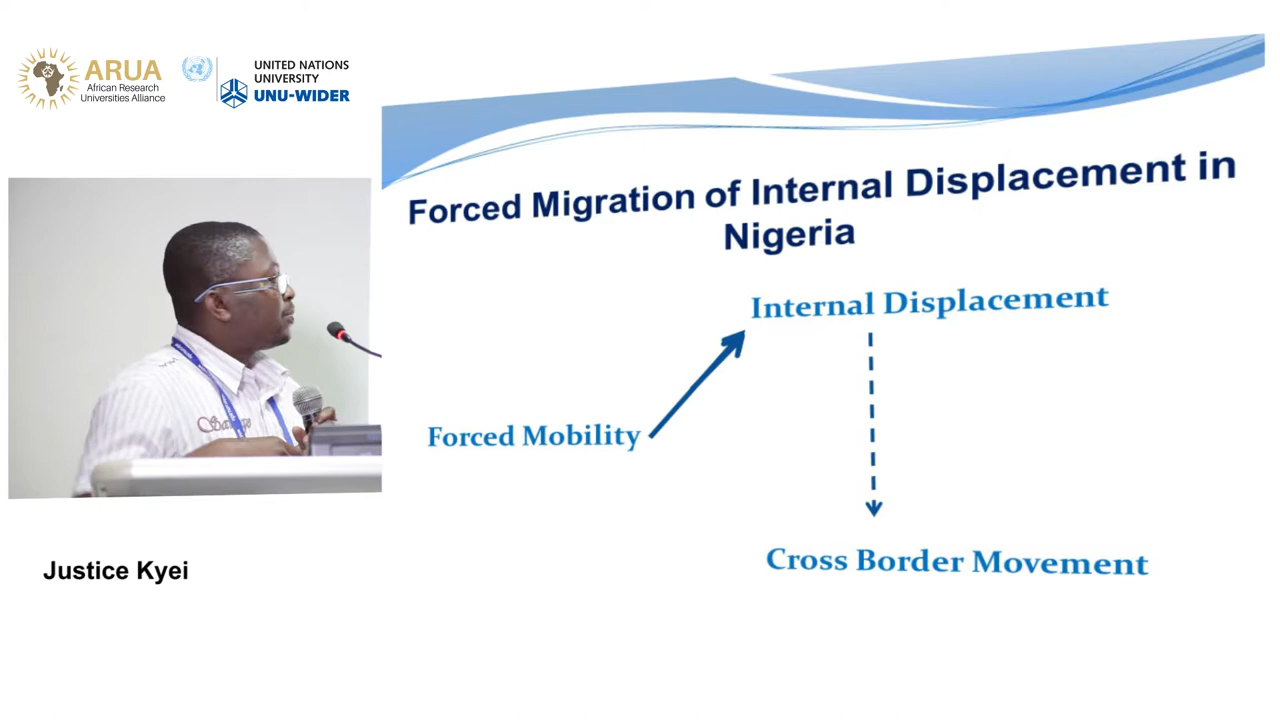 ARUA
African Research
Universities Alliance
UNITED NATIONS
UNIVERSITY
UNU-WIDER
Forced Migration of Internal Displacement in
Nigeria
Internal Displacement
Forced Mobility
Cross Border Movement
Justice Kyei